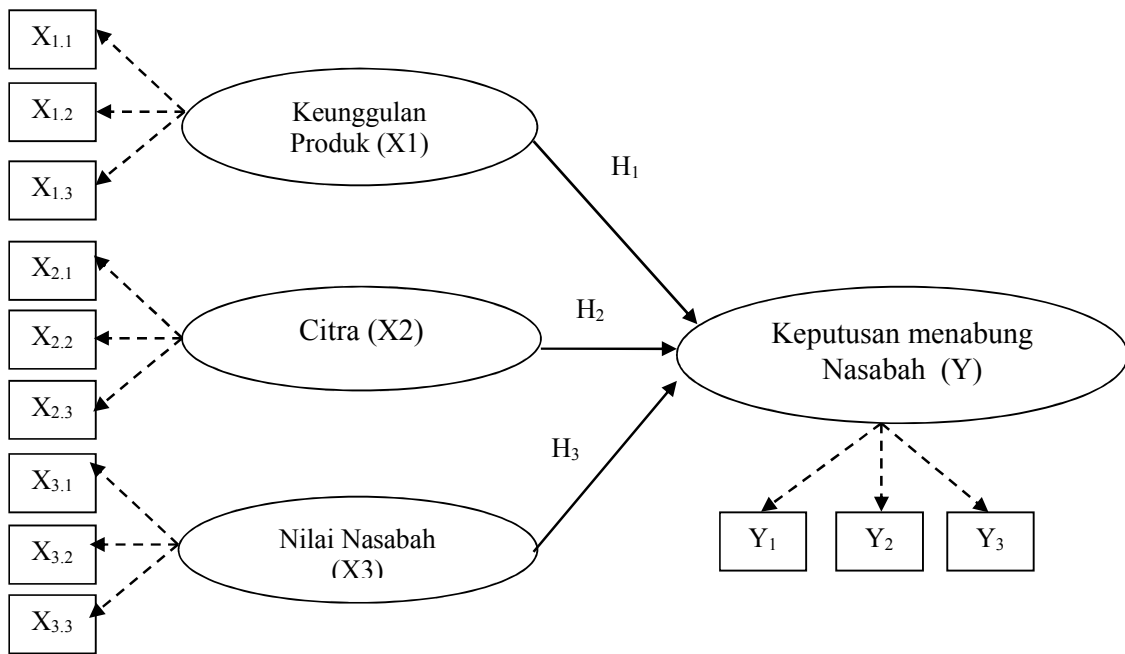 X1.1
X1.2
X1.3
Keunggulan
Produk (X1)
H1
X2.1
X2.2
X2.3
Citra (X2)
H2
Keputusan menabung
Nasabah (Y)
X3.1
X3.2
X3.3
Nilai Nasabah
(X3)
H3
Y1
Y2
Y3